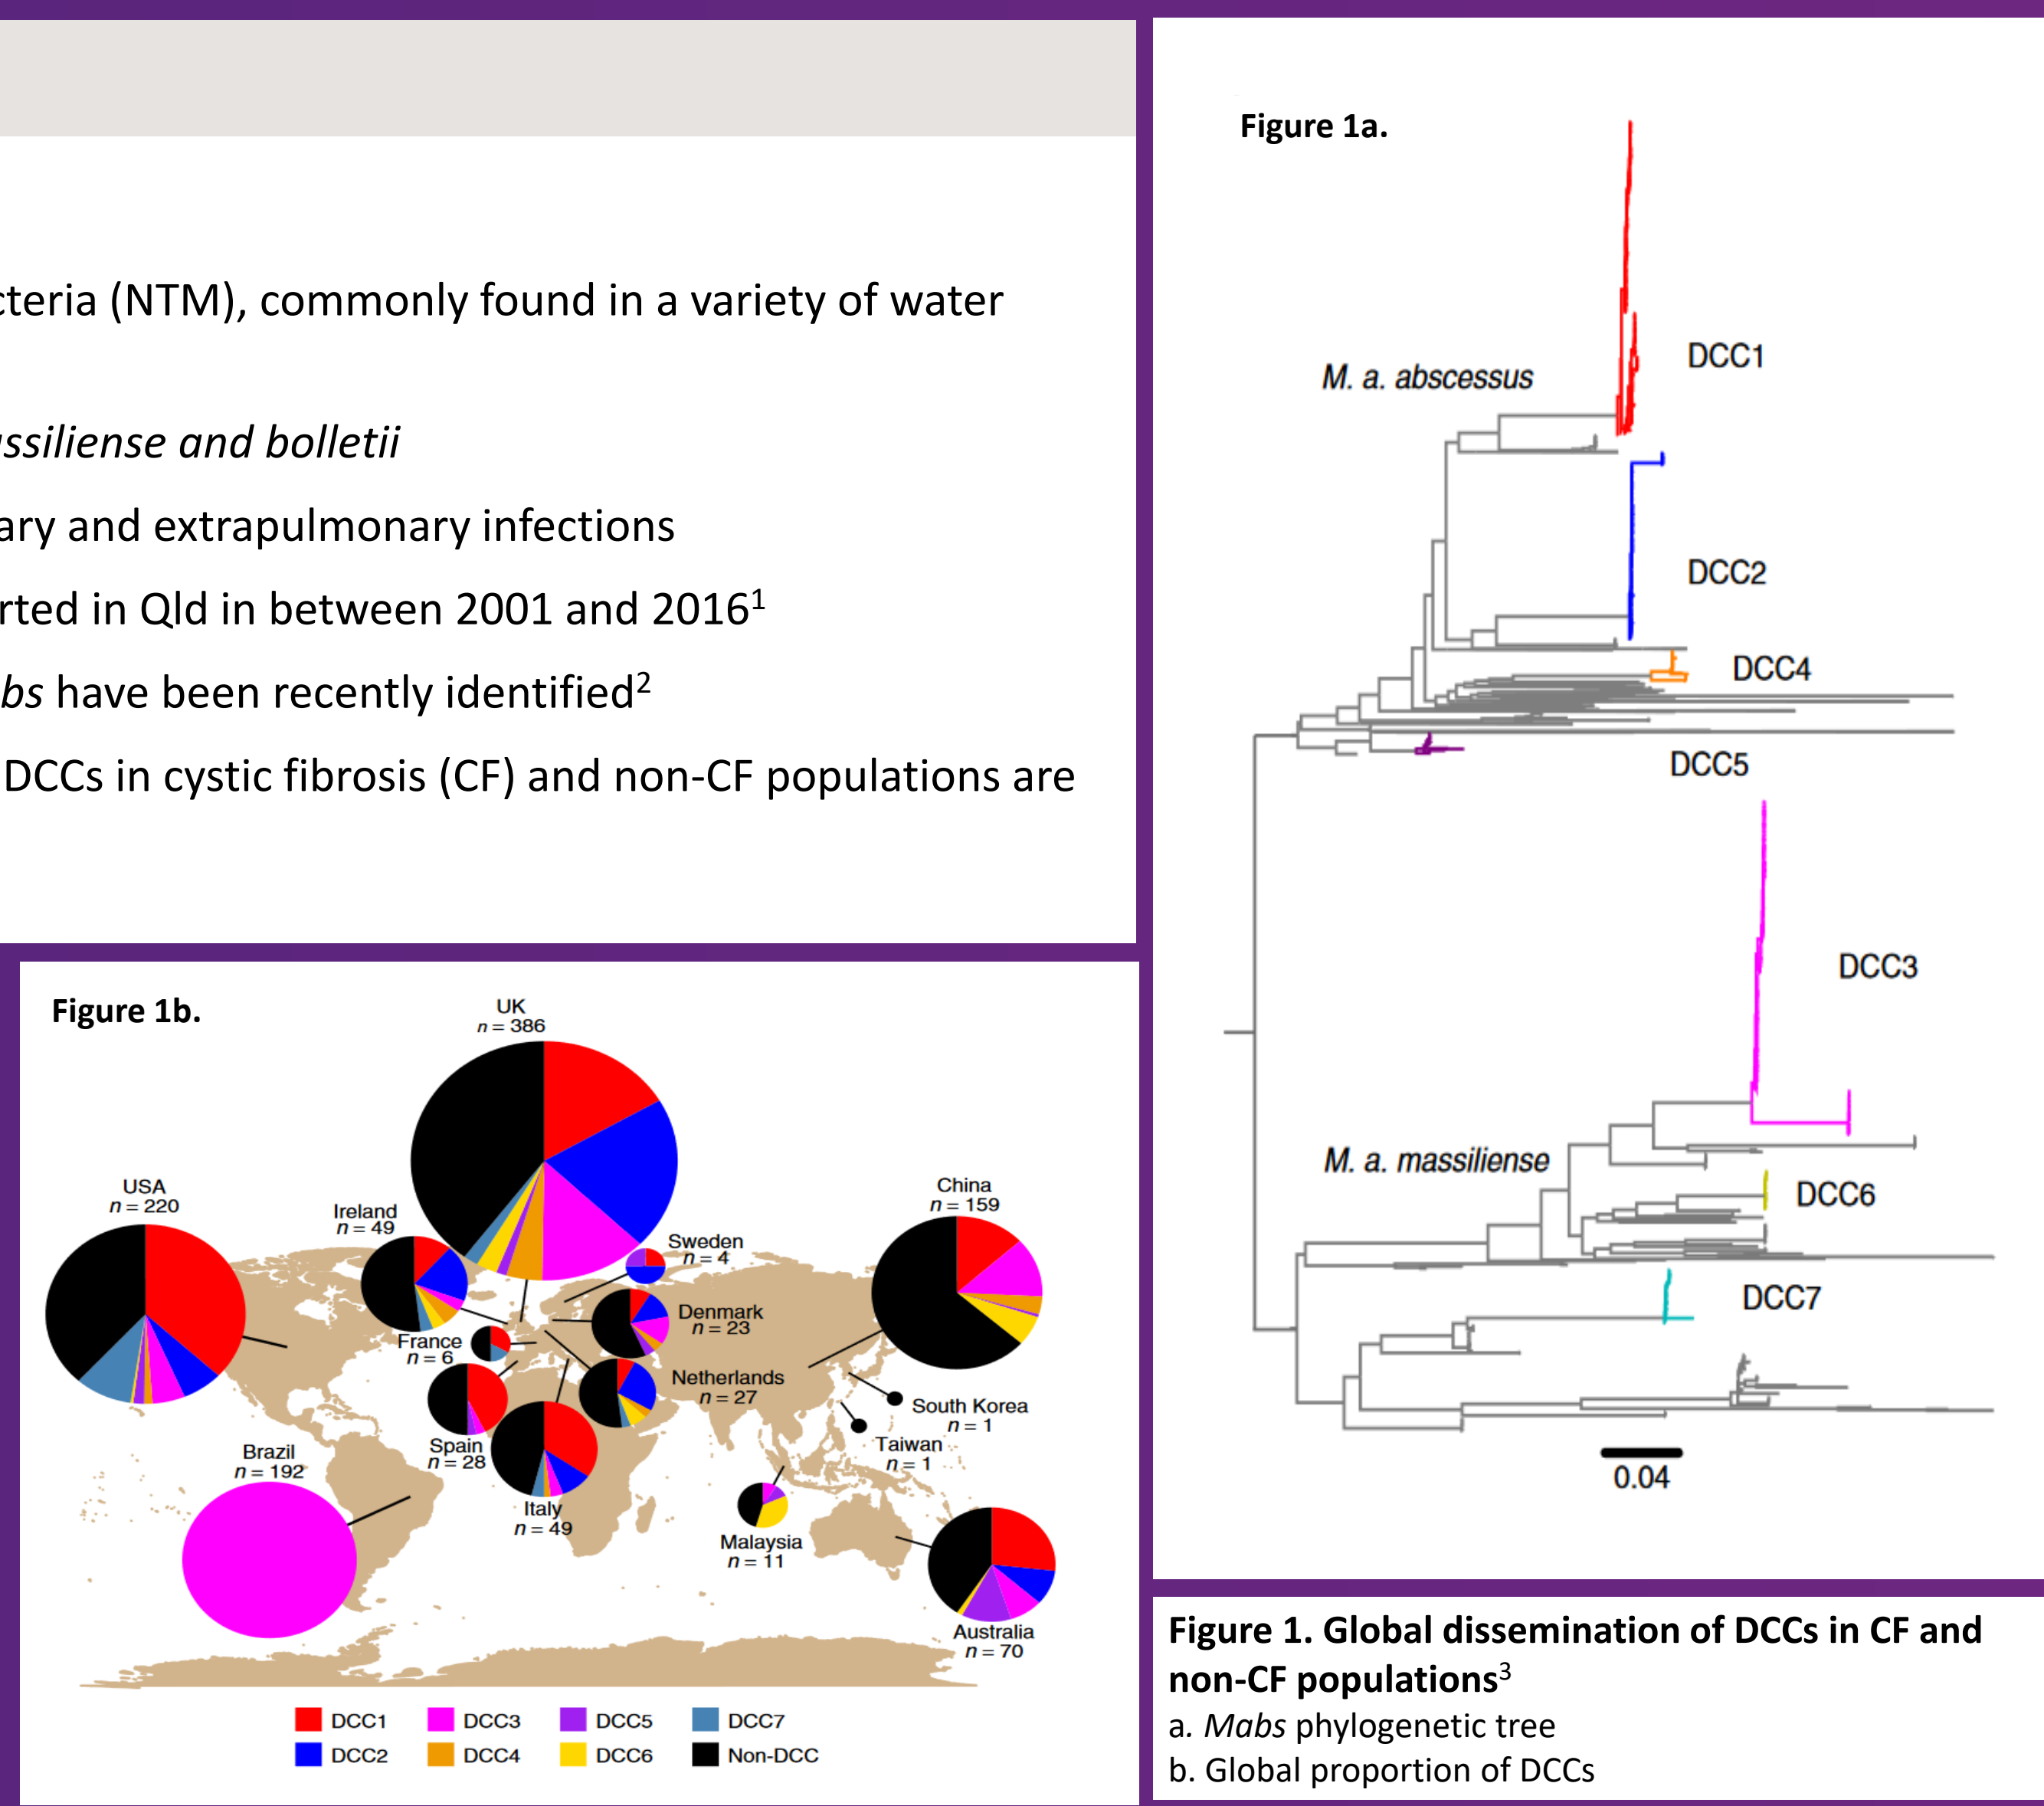 cteria (NTM), commonly found in a variety of water
ssiliense and bolletii
ary and extrapulmonary infections
rted in Qld in between 2001 and 2016¹
bs have been recently identified²
DCCs in cystic fibrosis (CF) and non-CF populations are
Figure 1a.
M. a. abscessus
DCC1
DCC2
DCC4
DCC5
DCC3
M. a. massiliense
DCC6
DCC7
0.04
Figure 1b.
UK
n = 386
USA
n = 220
Ireland
n = 49
Sweden
n = 4
China
n = 159
Denmark
n = 23
France
n = 6
Netherlands
n = 27
South Korea
n = 1
Taiwan
n = 1
Spain
n = 28
Brazil
n = 192
Italy
n = 49
Malaysia
n = 11
Australia
n = 70
DCC1
DCC3
DCC5
DCC7
DCC2
DCC4
DCC6
Non-DCC
Figure 1. Global dissemination of DCCs in CF and
non-CF populations³
a. Mabs phylogenetic tree
b. Global proportion of DCCs